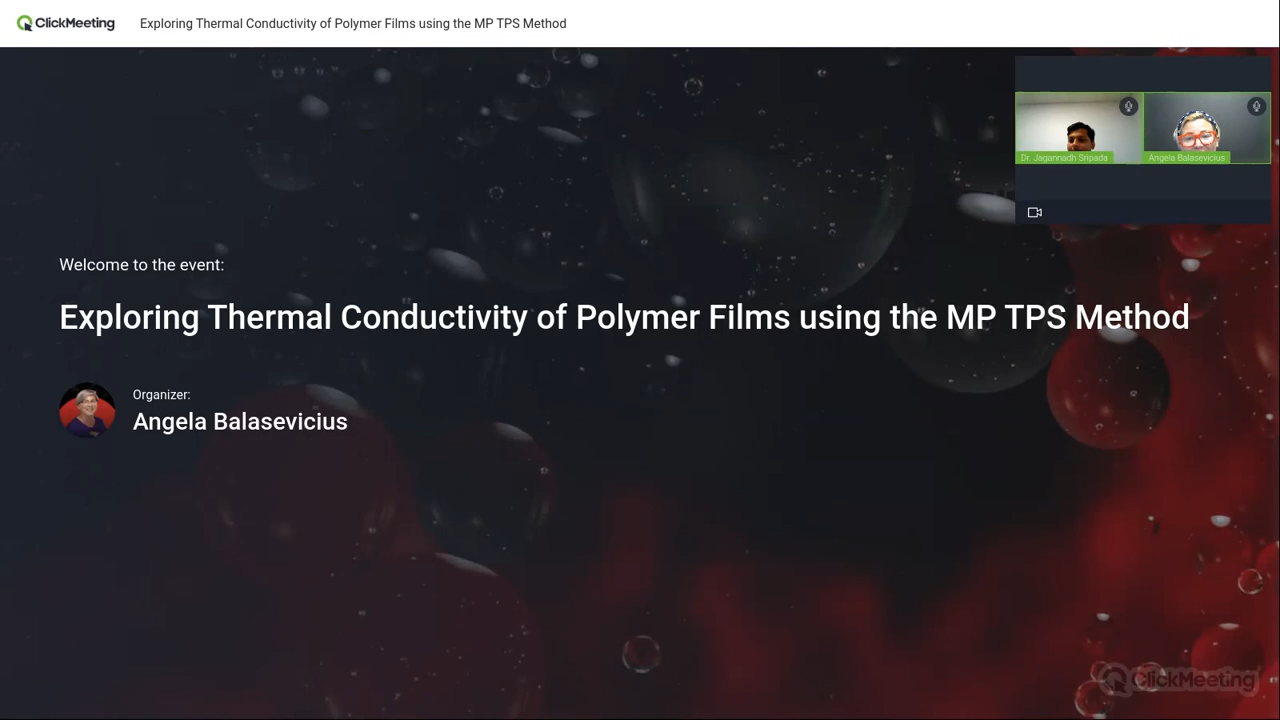 ClickMeeting
Exploring Thermal Conductivity of Polymer Films using the MP TPS Method
Dr. Jagannadh Sripada
Angela Balasevicius
Welcome to the event:
Exploring Thermal Conductivity of Polymer Films using the MP TPS Method
Organizer:
Angela Balasevicius
ClickMeeting